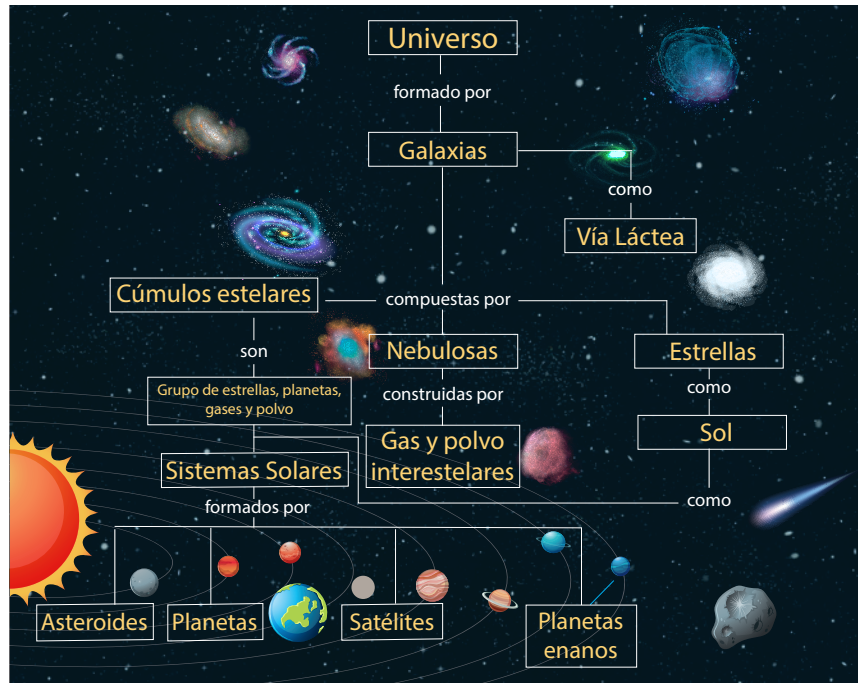 Universo
formado por
Galaxias
como
Vía Láctea
Cúmulos estelares
compuestas por
son
Nebulosas
Estrellas
Grupo de estrellas, planetas,
gases y polvo
construidas por
como
Gas y polvo
interestelares
Sol
Sistemas Solares
como
formados por
Asteroides
Planetas
Satélites
Planetas
enanos